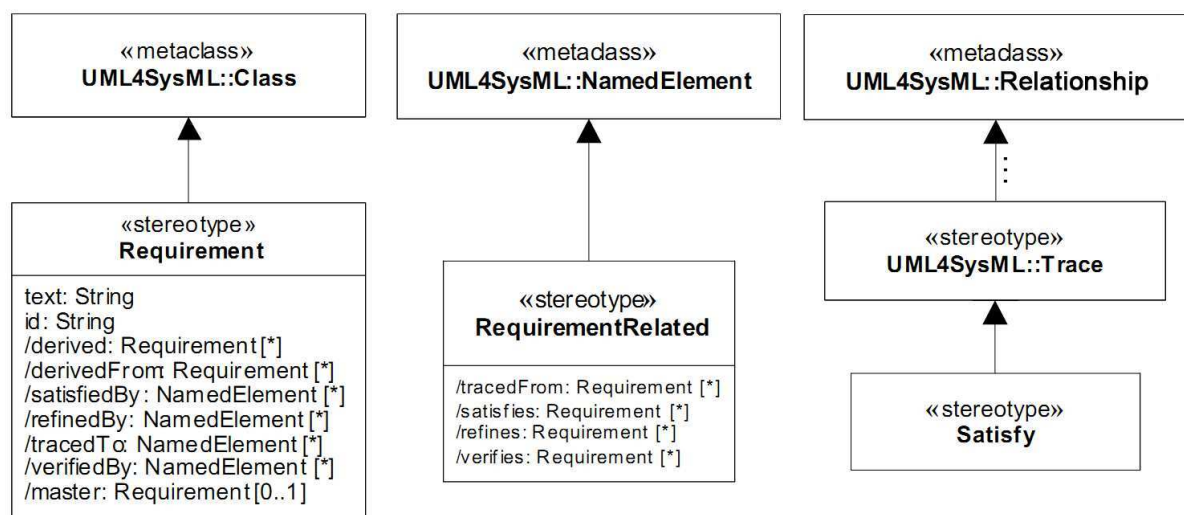 «metaclass»
UML4SysML::Class
«stereotype»
Requirement
text: String
id: String
/derived: Requirement [*]
/derivedFrom: Requirement [*]
/satisfiedBy: NamedElement [*]
/refinedBy: NamedElement [*]
/tracedTo: NamedElement [*]
/verifiedBy: NamedElement [*]
/master: Requirement [0..1]
«metaclass»
UML4SysML::NamedElement
«stereotype»
RequirementRelated
/tracedFrom: Requirement [*]
/satisfies: Requirement [*]
/refines: Requirement [*]
/verifies: Requirement [*]
«metaclass»
UML4SysML::Relationship
«stereotype»
UML4SysML::Trace
«stereotype»
Satisfy